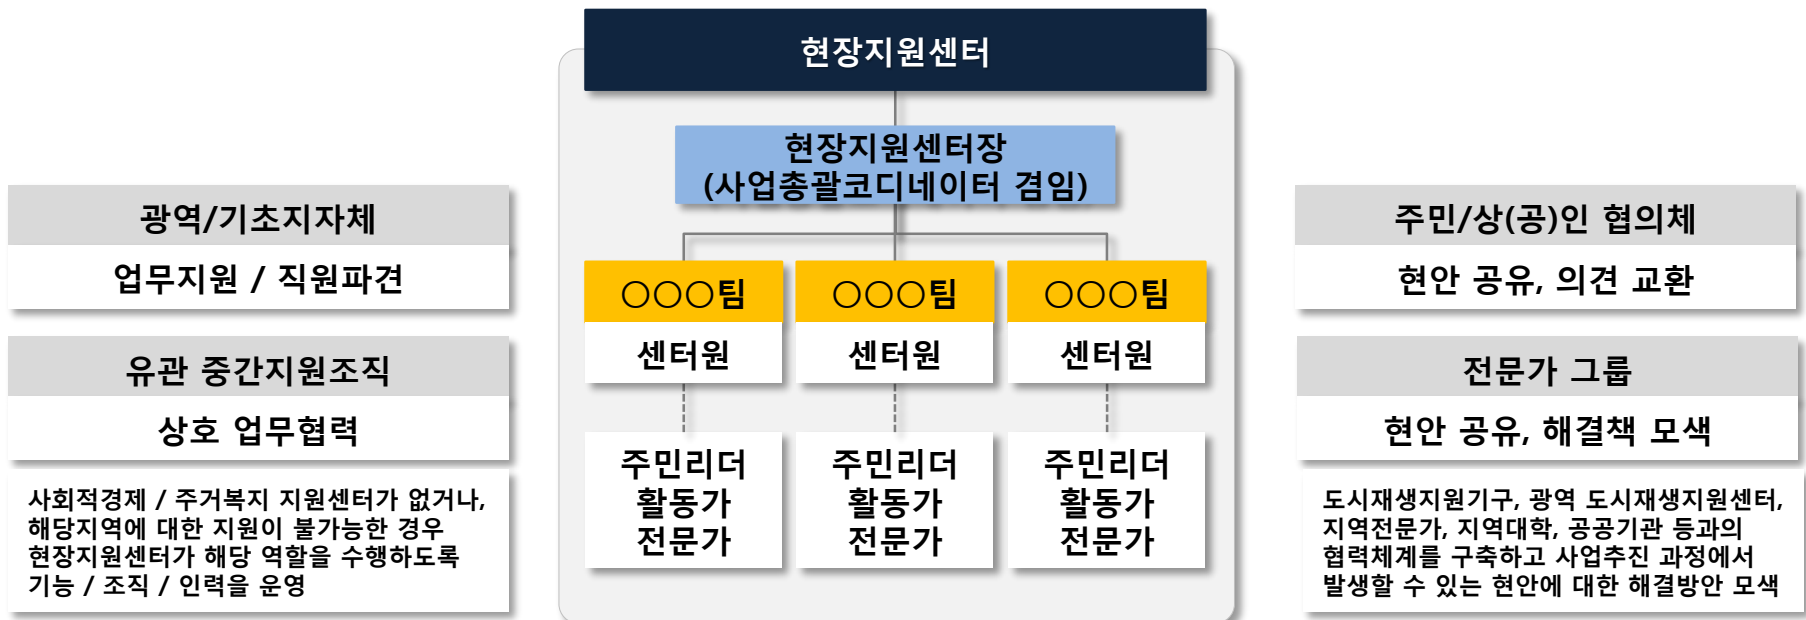 현장지원센터
현장지원센터장
(사업총괄코디네이터 겸임)
○○○팀
센터원
주민리더
활동가
전문가
○○○팀
센터원
주민리더
활동가
전문가
○○○팀
센터원
주민리더
활동가
전문가
광역/기초지자체
업무지원 / 직원파견
유관 중간지원조직
상호 업무협력
사회적경제 / 주거복지 지원센터가 없거나,
해당지역에 대한 지원이 불가능한 경우
현장지원센터가 해당 역할을 수행하도록
기능 / 조직 / 인력을 운영
주민/상(공)인 협의체
현안 공유, 의견 교환
전문가 그룹
현안 공유, 해결책 모색
도시재생지원기구, 광역 도시재생지원센터,
지역전문가, 지역대학, 공공기관 등과의
협력체계를 구축하고 사업추진 과정에서
발생할 수 있는 현안에 대한 해결방안 모색